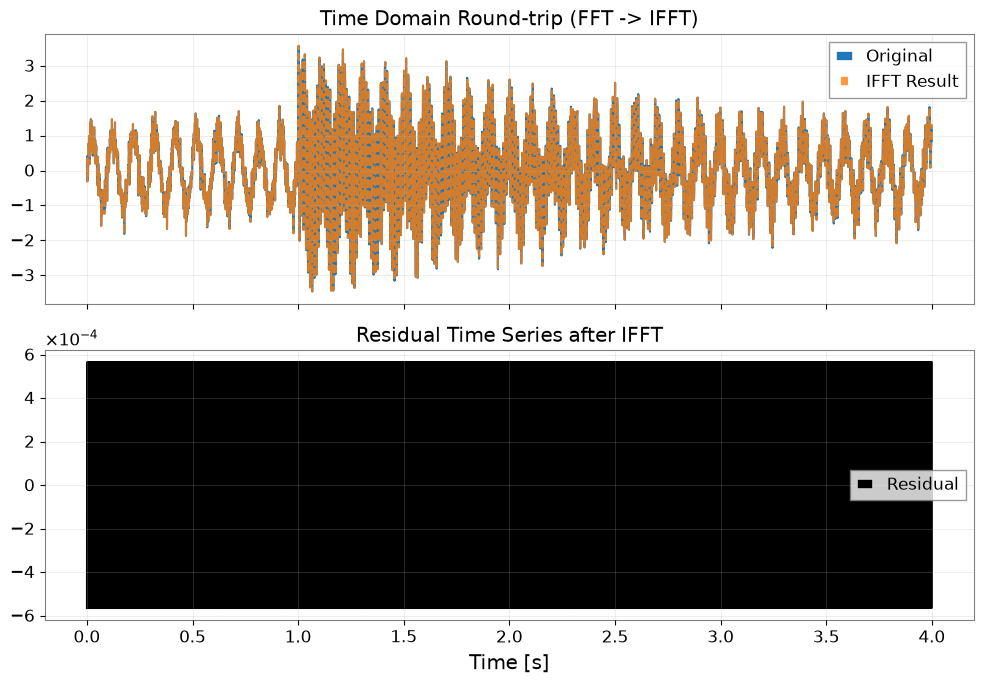 Time Domain Round-trip (FFT -> IFFT)
3
2
1
0
−1
−2
−3
Original
IFFT Result
Residual Time Series after IFFT
×10⁻⁴
6
4
2
0
−2
−4
−6
Residual
0.0 0.5 1.0 1.5 2.0 2.5 3.0 3.5 4.0
Time [s]